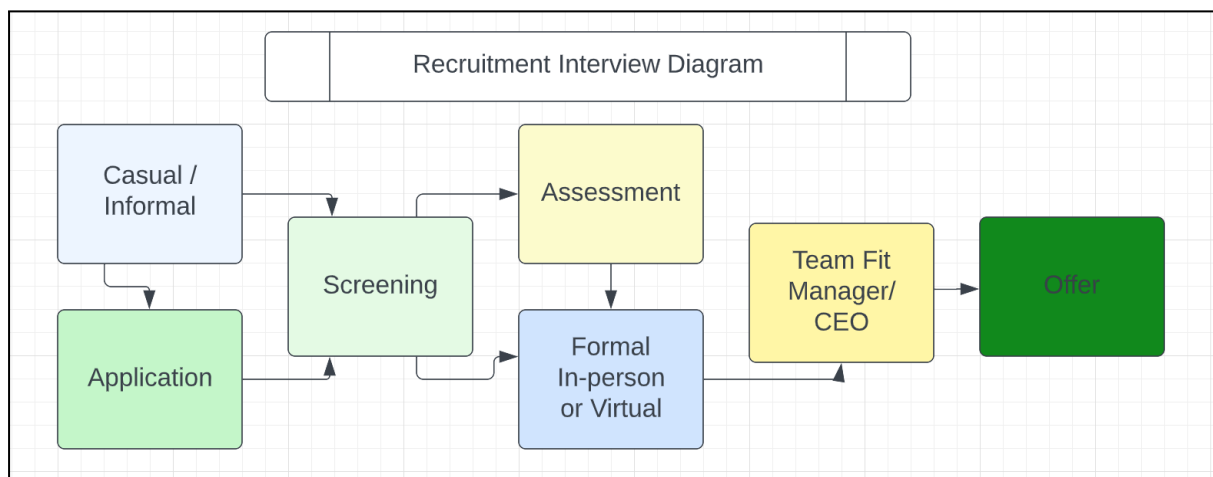 Recruitment Interview Diagram
Casual /
Informal
Application
Screening
Assessment
Formal
In-person
or Virtual
Team Fit
Manager/
CEO
Offer